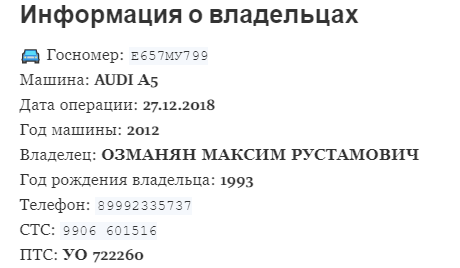 Информация о владельцах
Госномер: Е657МУ799
Машина: AUDI A5
Дата операции: 27.12.2018
Год машины: 2012
Владелец: ОЗМАНЯН МАКСИМ РУСТАМОВИЧ
Год рождения владельца: 1993
Телефон: 89992335737
СТС: 9906 601516
ПТС: УО 722260